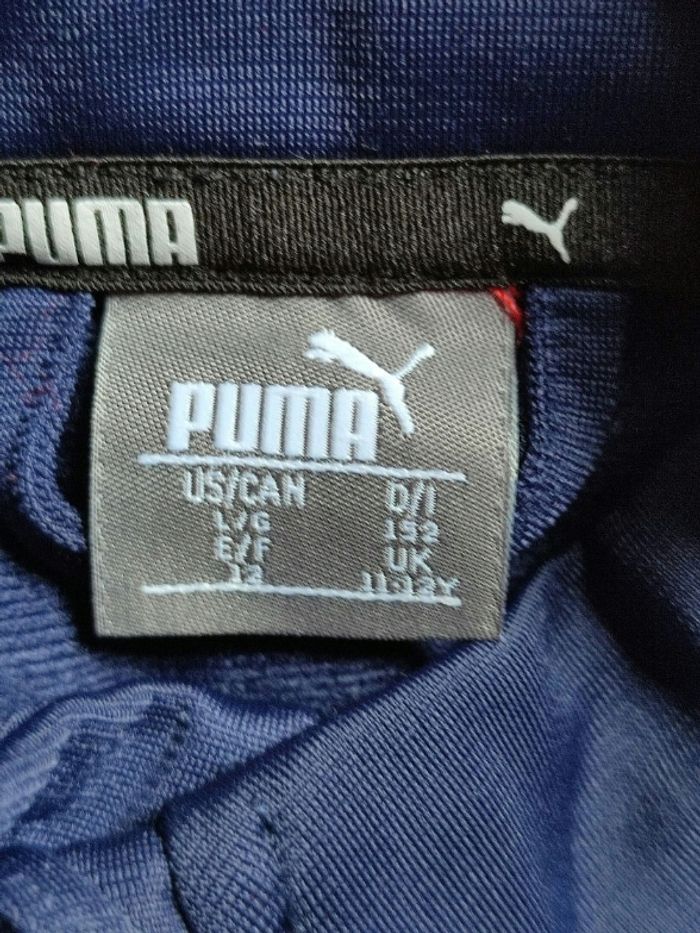 PUMA
PUMA
US/CAN D/I
L/G 152
E/F UK
12 11-12Y